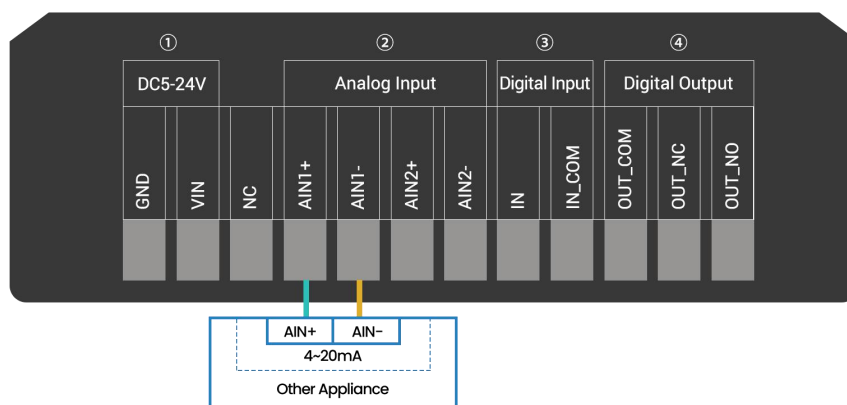 ① ② ③ ④
DC5-24V Analog Input Digital Input Digital Output
GND VIN NC AIN1+ AIN1- AIN2+ AIN2- IN IN_COM OUT_COM OUT_NC OUT_NO
AIN+ AIN-
4~20mA
Other Appliance